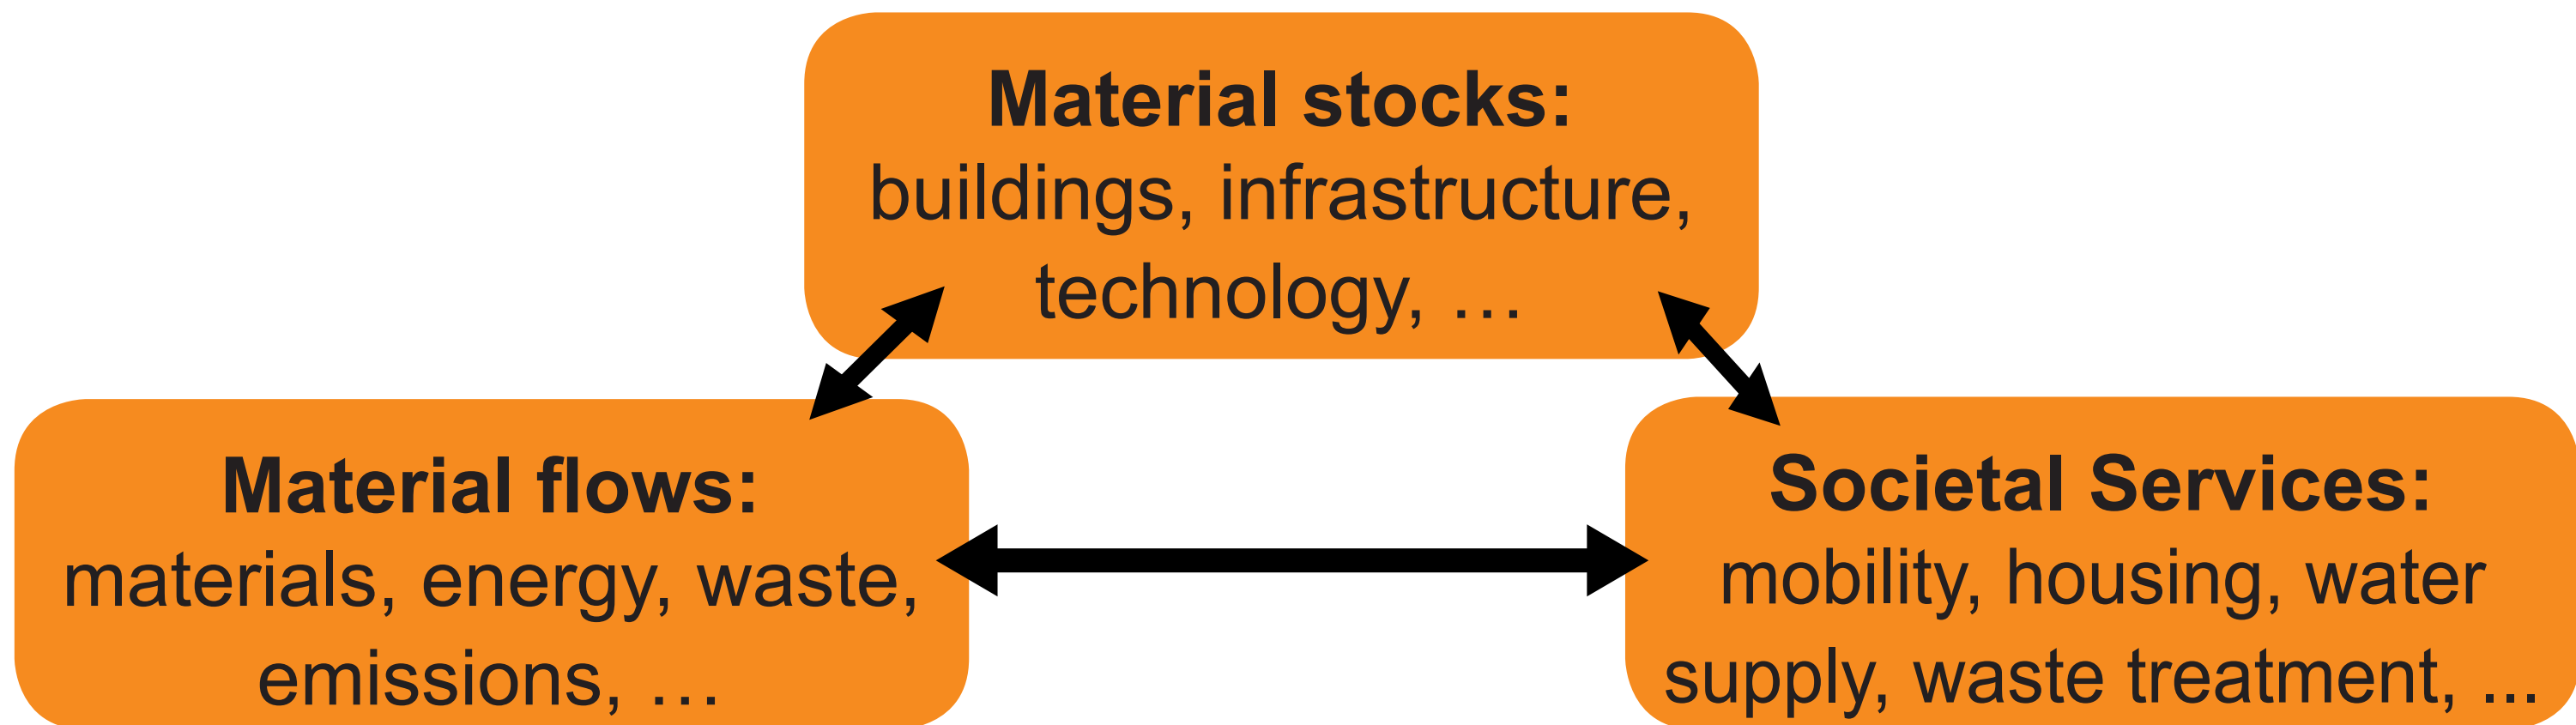 Material stocks:
buildings, infrastructure,
technology, …
Material flows:
materials, energy, waste,
emissions, …
Societal Services:
mobility, housing, water
supply, waste treatment, ...